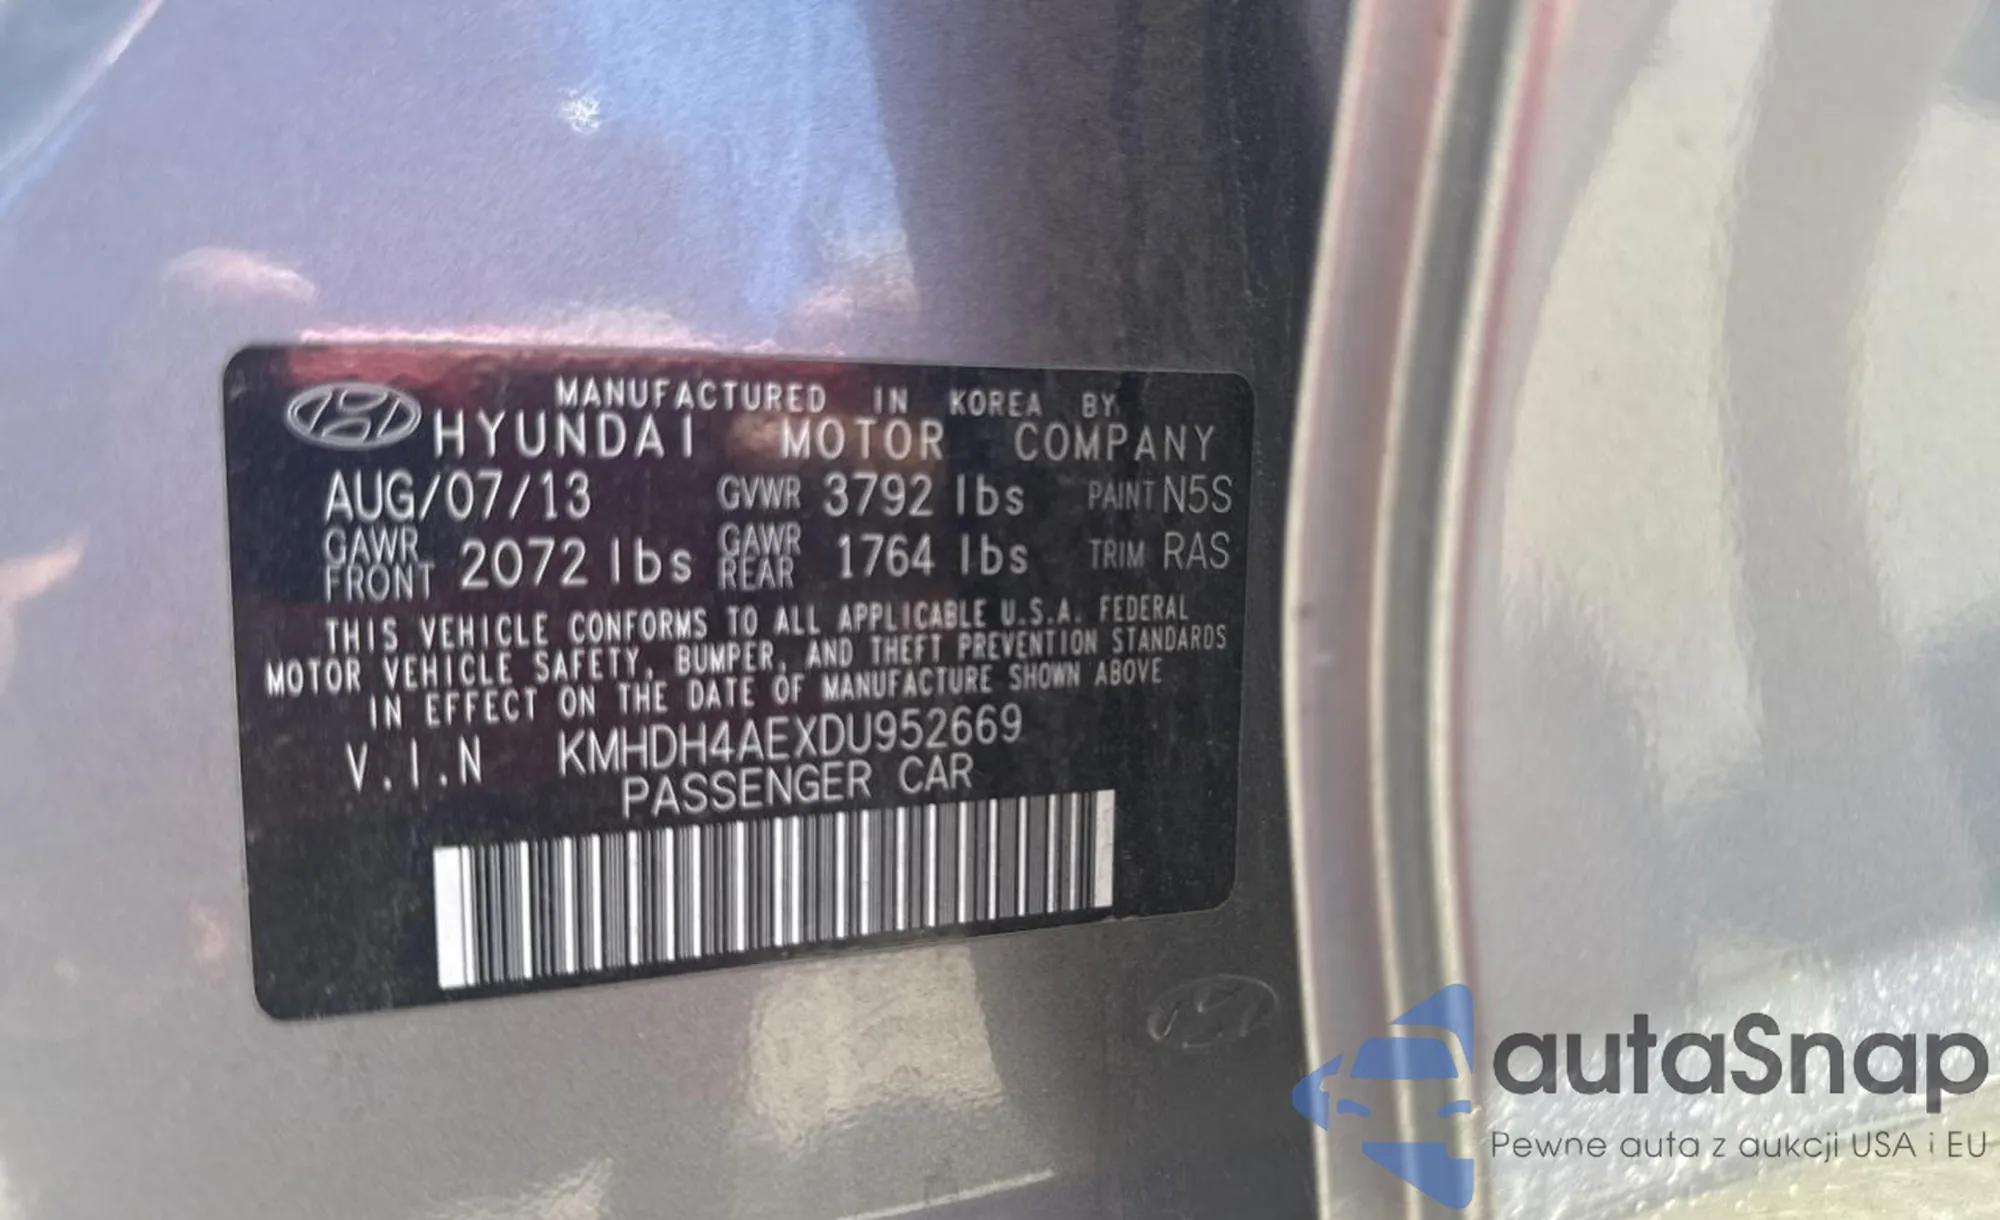 MANUFACTURED IN KOREA BY
HYUNDAI MOTOR COMPANY
AUG/07/13 GVWR 3792 lbs PAINT N5S
GAWR FRONT 2072 lbs GAWR REAR 1764 lbs TRIM RAS
THIS VEHICLE CONFORMS TO ALL APPLICABLE U.S.A. FEDERAL
MOTOR VEHICLE SAFETY, BUMPER, AND THEFT PREVENTION STANDARDS
IN EFFECT ON THE DATE OF MANUFACTURE SHOWN ABOVE
V.I.N KMHDH4AEXDU952669
PASSENGER CAR
autaSnap
Pewne auta z aukcji USA i EU